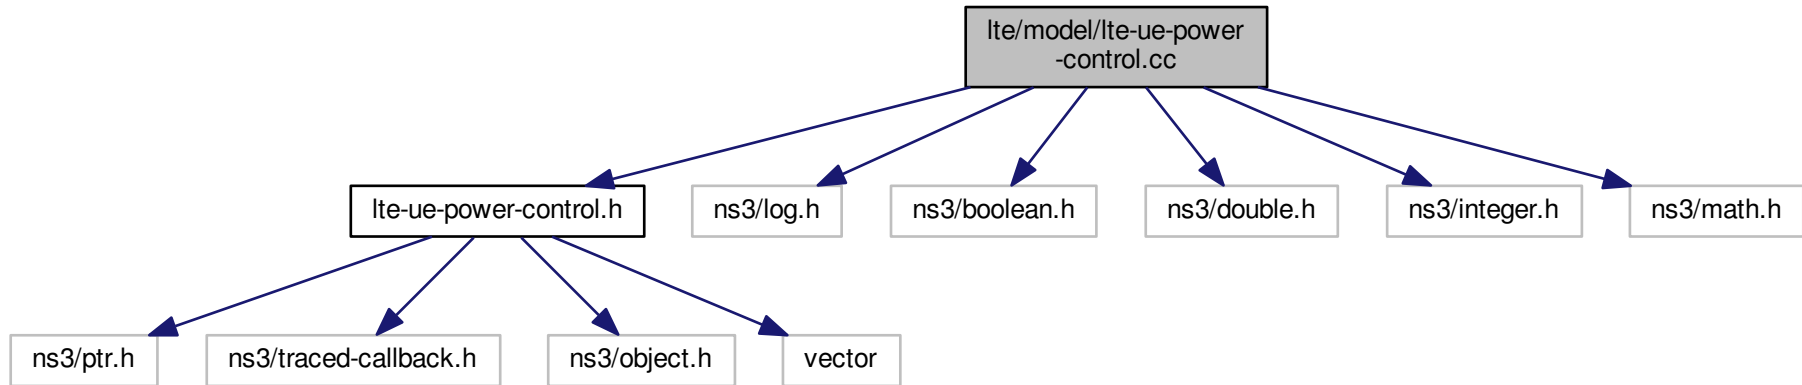 lte/model/lte-ue-power
-control.cc
lte-ue-power-control.h
ns3/log.h
ns3/boolean.h
ns3/double.h
ns3/integer.h
ns3/math.h
ns3/ptr.h
ns3/traced-callback.h
ns3/object.h
vector